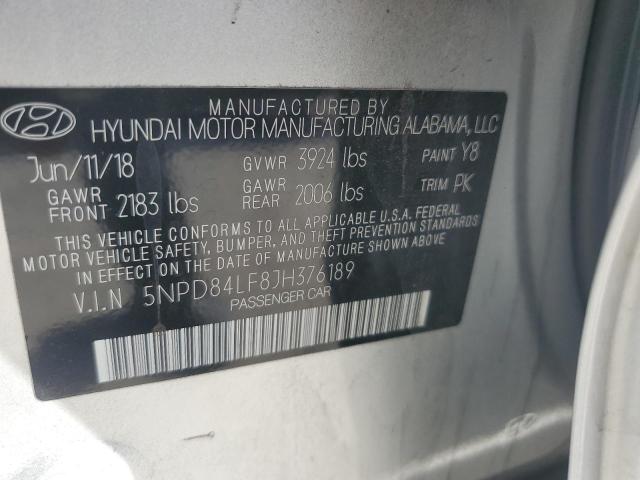 MANUFACTURED BY
HYUNDAI MOTOR MANUFACTURING ALABAMA, LLC
Jun/11/18 GVWR 3924 lbs PAINT Y8
GAWR FRONT 2183 lbs GAWR REAR 2006 lbs TRIM PK
THIS VEHICLE CONFORMS TO ALL APPLICABLE U.S.A. FEDERAL
MOTOR VEHICLE SAFETY, BUMPER, AND THEFT PREVENTION STANDARDS
IN EFFECT ON THE DATE OF MANUFACTURE SHOWN ABOVE
V.I.N 5NPD84LF8JH376189
PASSENGER CAR